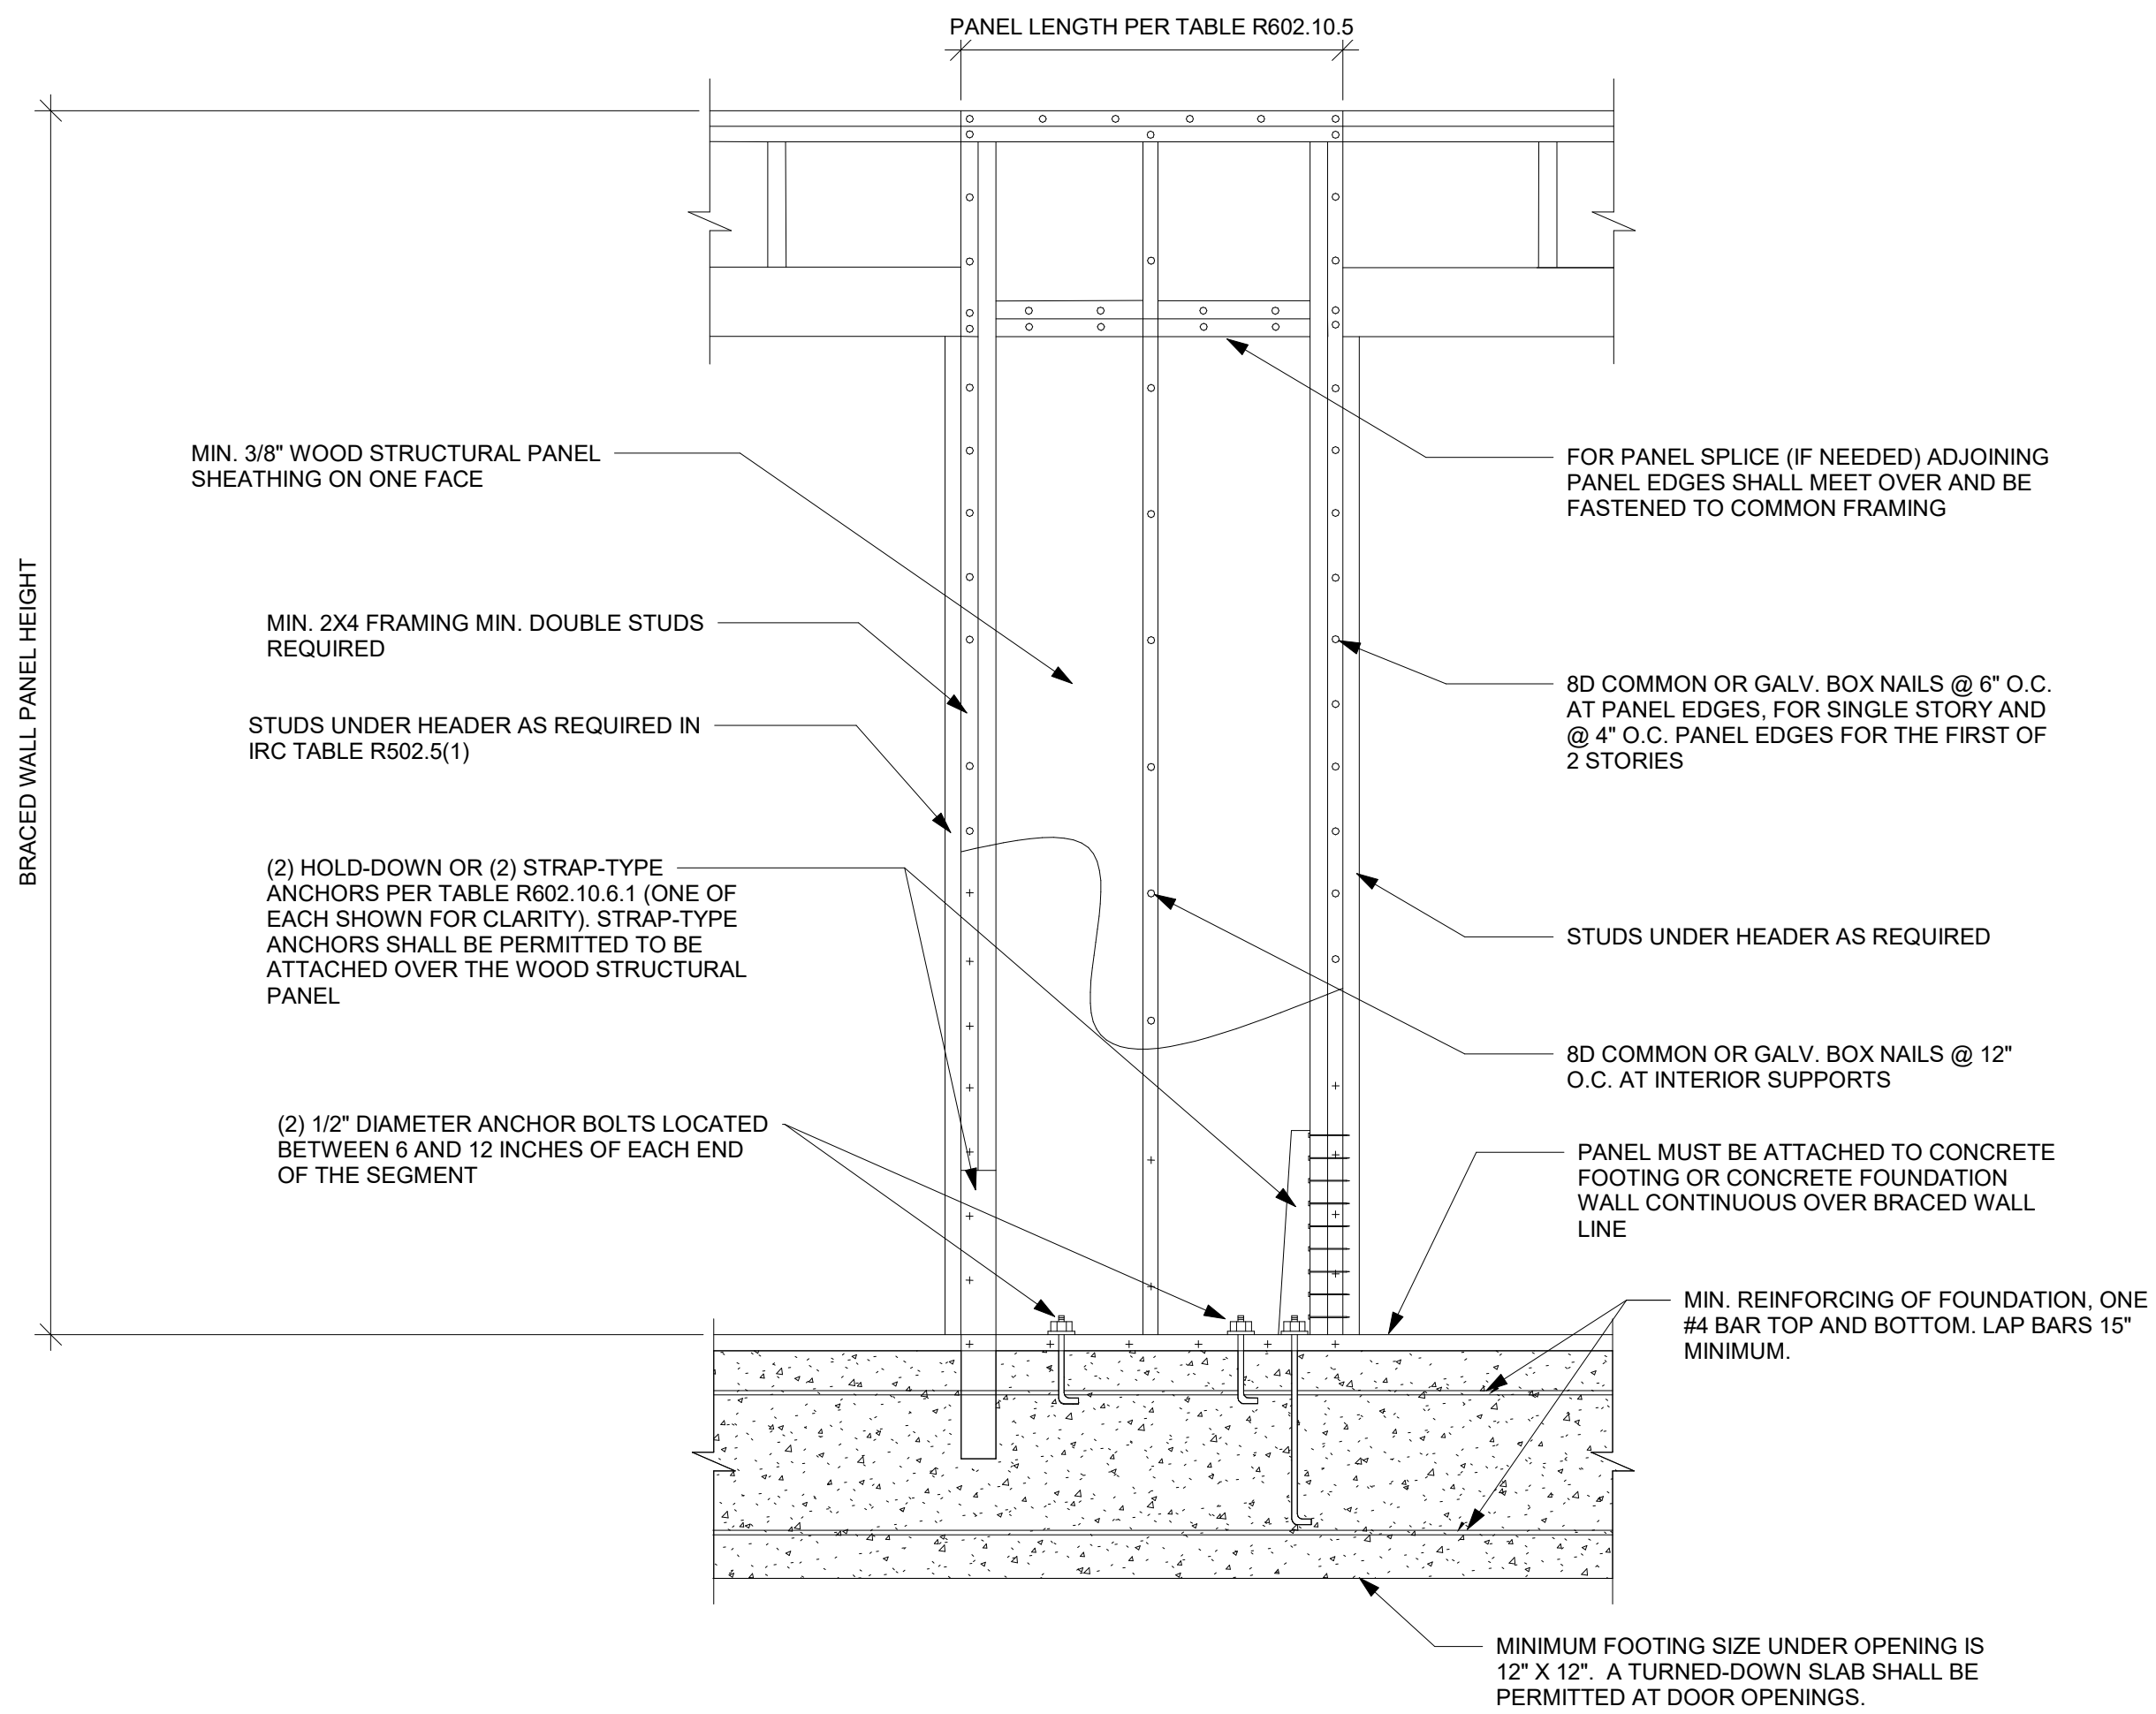 PANEL LENGTH PER TABLE R602.10.5
BRACED WALL PANEL HEIGHT
MIN. 3/8" WOOD STRUCTURAL PANEL
SHEATHING ON ONE FACE
MIN. 2X4 FRAMING MIN. DOUBLE STUDS
REQUIRED
STUDS UNDER HEADER AS REQUIRED IN
IRC TABLE R502.5(1)
(2) HOLD-DOWN OR (2) STRAP-TYPE
ANCHORS PER TABLE R602.10.6.1 (ONE OF
EACH SHOWN FOR CLARITY). STRAP-TYPE
ANCHORS SHALL BE PERMITTED TO BE
ATTACHED OVER THE WOOD STRUCTURAL
PANEL
(2) 1/2" DIAMETER ANCHOR BOLTS LOCATED
BETWEEN 6 AND 12 INCHES OF EACH END
OF THE SEGMENT
FOR PANEL SPLICE (IF NEEDED) ADJOINING
PANEL EDGES SHALL MEET OVER AND BE
FASTENED TO COMMON FRAMING
8D COMMON OR GALV. BOX NAILS @ 6" O.C.
AT PANEL EDGES, FOR SINGLE STORY AND
@ 4" O.C. PANEL EDGES FOR THE FIRST OF
2 STORIES
STUDS UNDER HEADER AS REQUIRED
8D COMMON OR GALV. BOX NAILS @ 12"
O.C. AT INTERIOR SUPPORTS
PANEL MUST BE ATTACHED TO CONCRETE
FOOTING OR CONCRETE FOUNDATION
WALL CONTINUOUS OVER BRACED WALL
LINE
MIN. REINFORCING OF FOUNDATION, ONE
#4 BAR TOP AND BOTTOM. LAP BARS 15"
MINIMUM.
MINIMUM FOOTING SIZE UNDER OPENING IS
12" X 12". A TURNED-DOWN SLAB SHALL BE
PERMITTED AT DOOR OPENINGS.